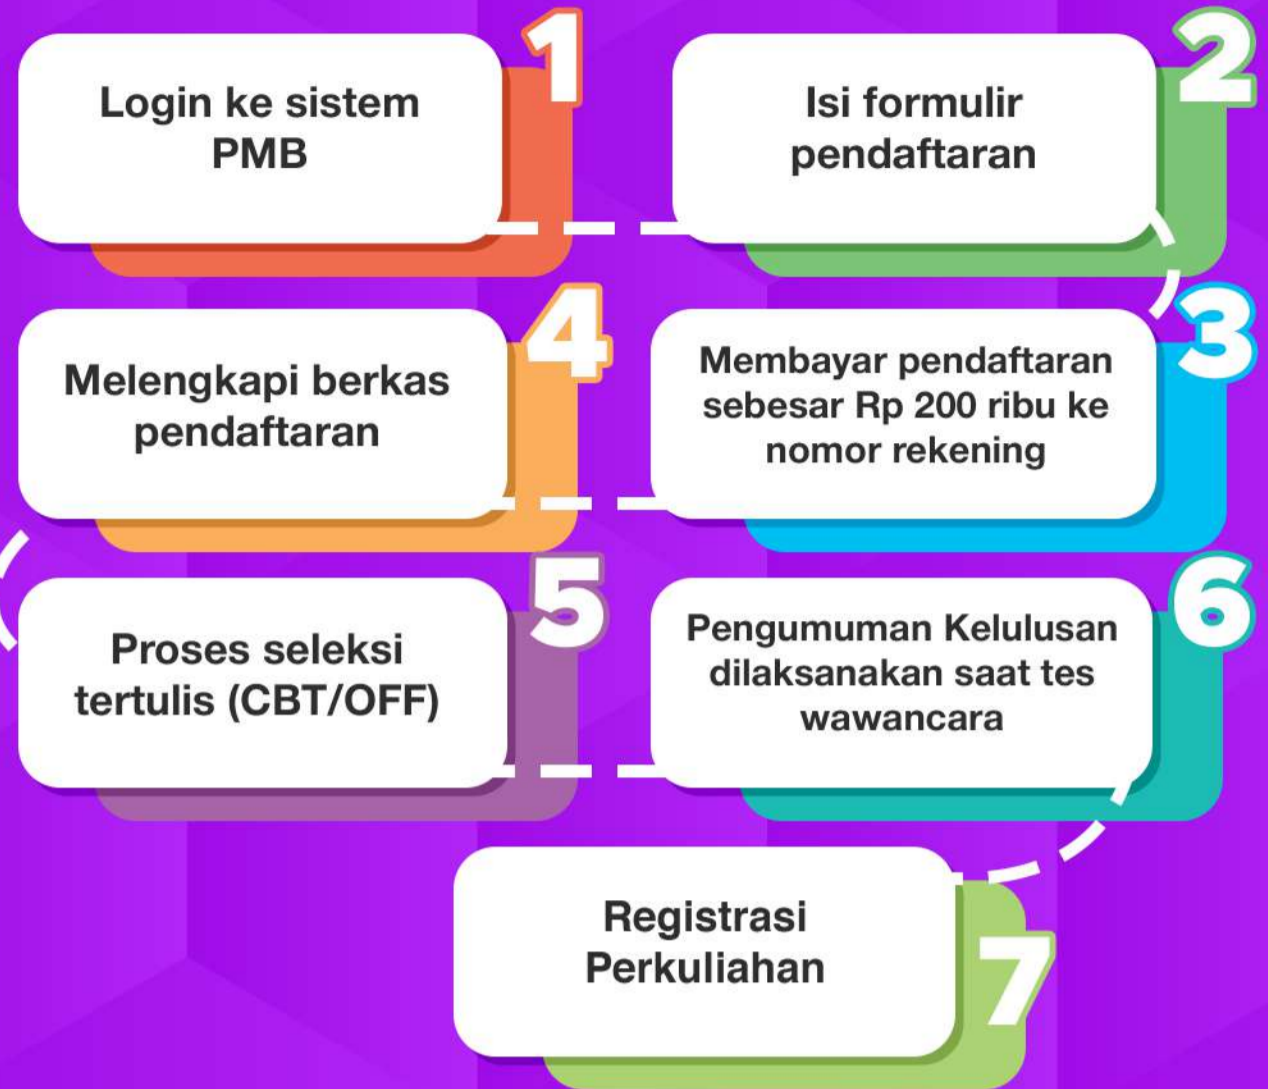 1
Login ke sistem
PMB
2
Isi formulir
pendaftaran
3
Membayar pendaftaran
sebesar Rp 200 ribu ke
nomor rekening
4
Melengkapi berkas
pendaftaran
5
Proses seleksi
tertulis (CBT/OFF)
6
Pengumuman Kelulusan
dilaksanakan saat tes
wawancara
7
Registrasi
Perkuliahan